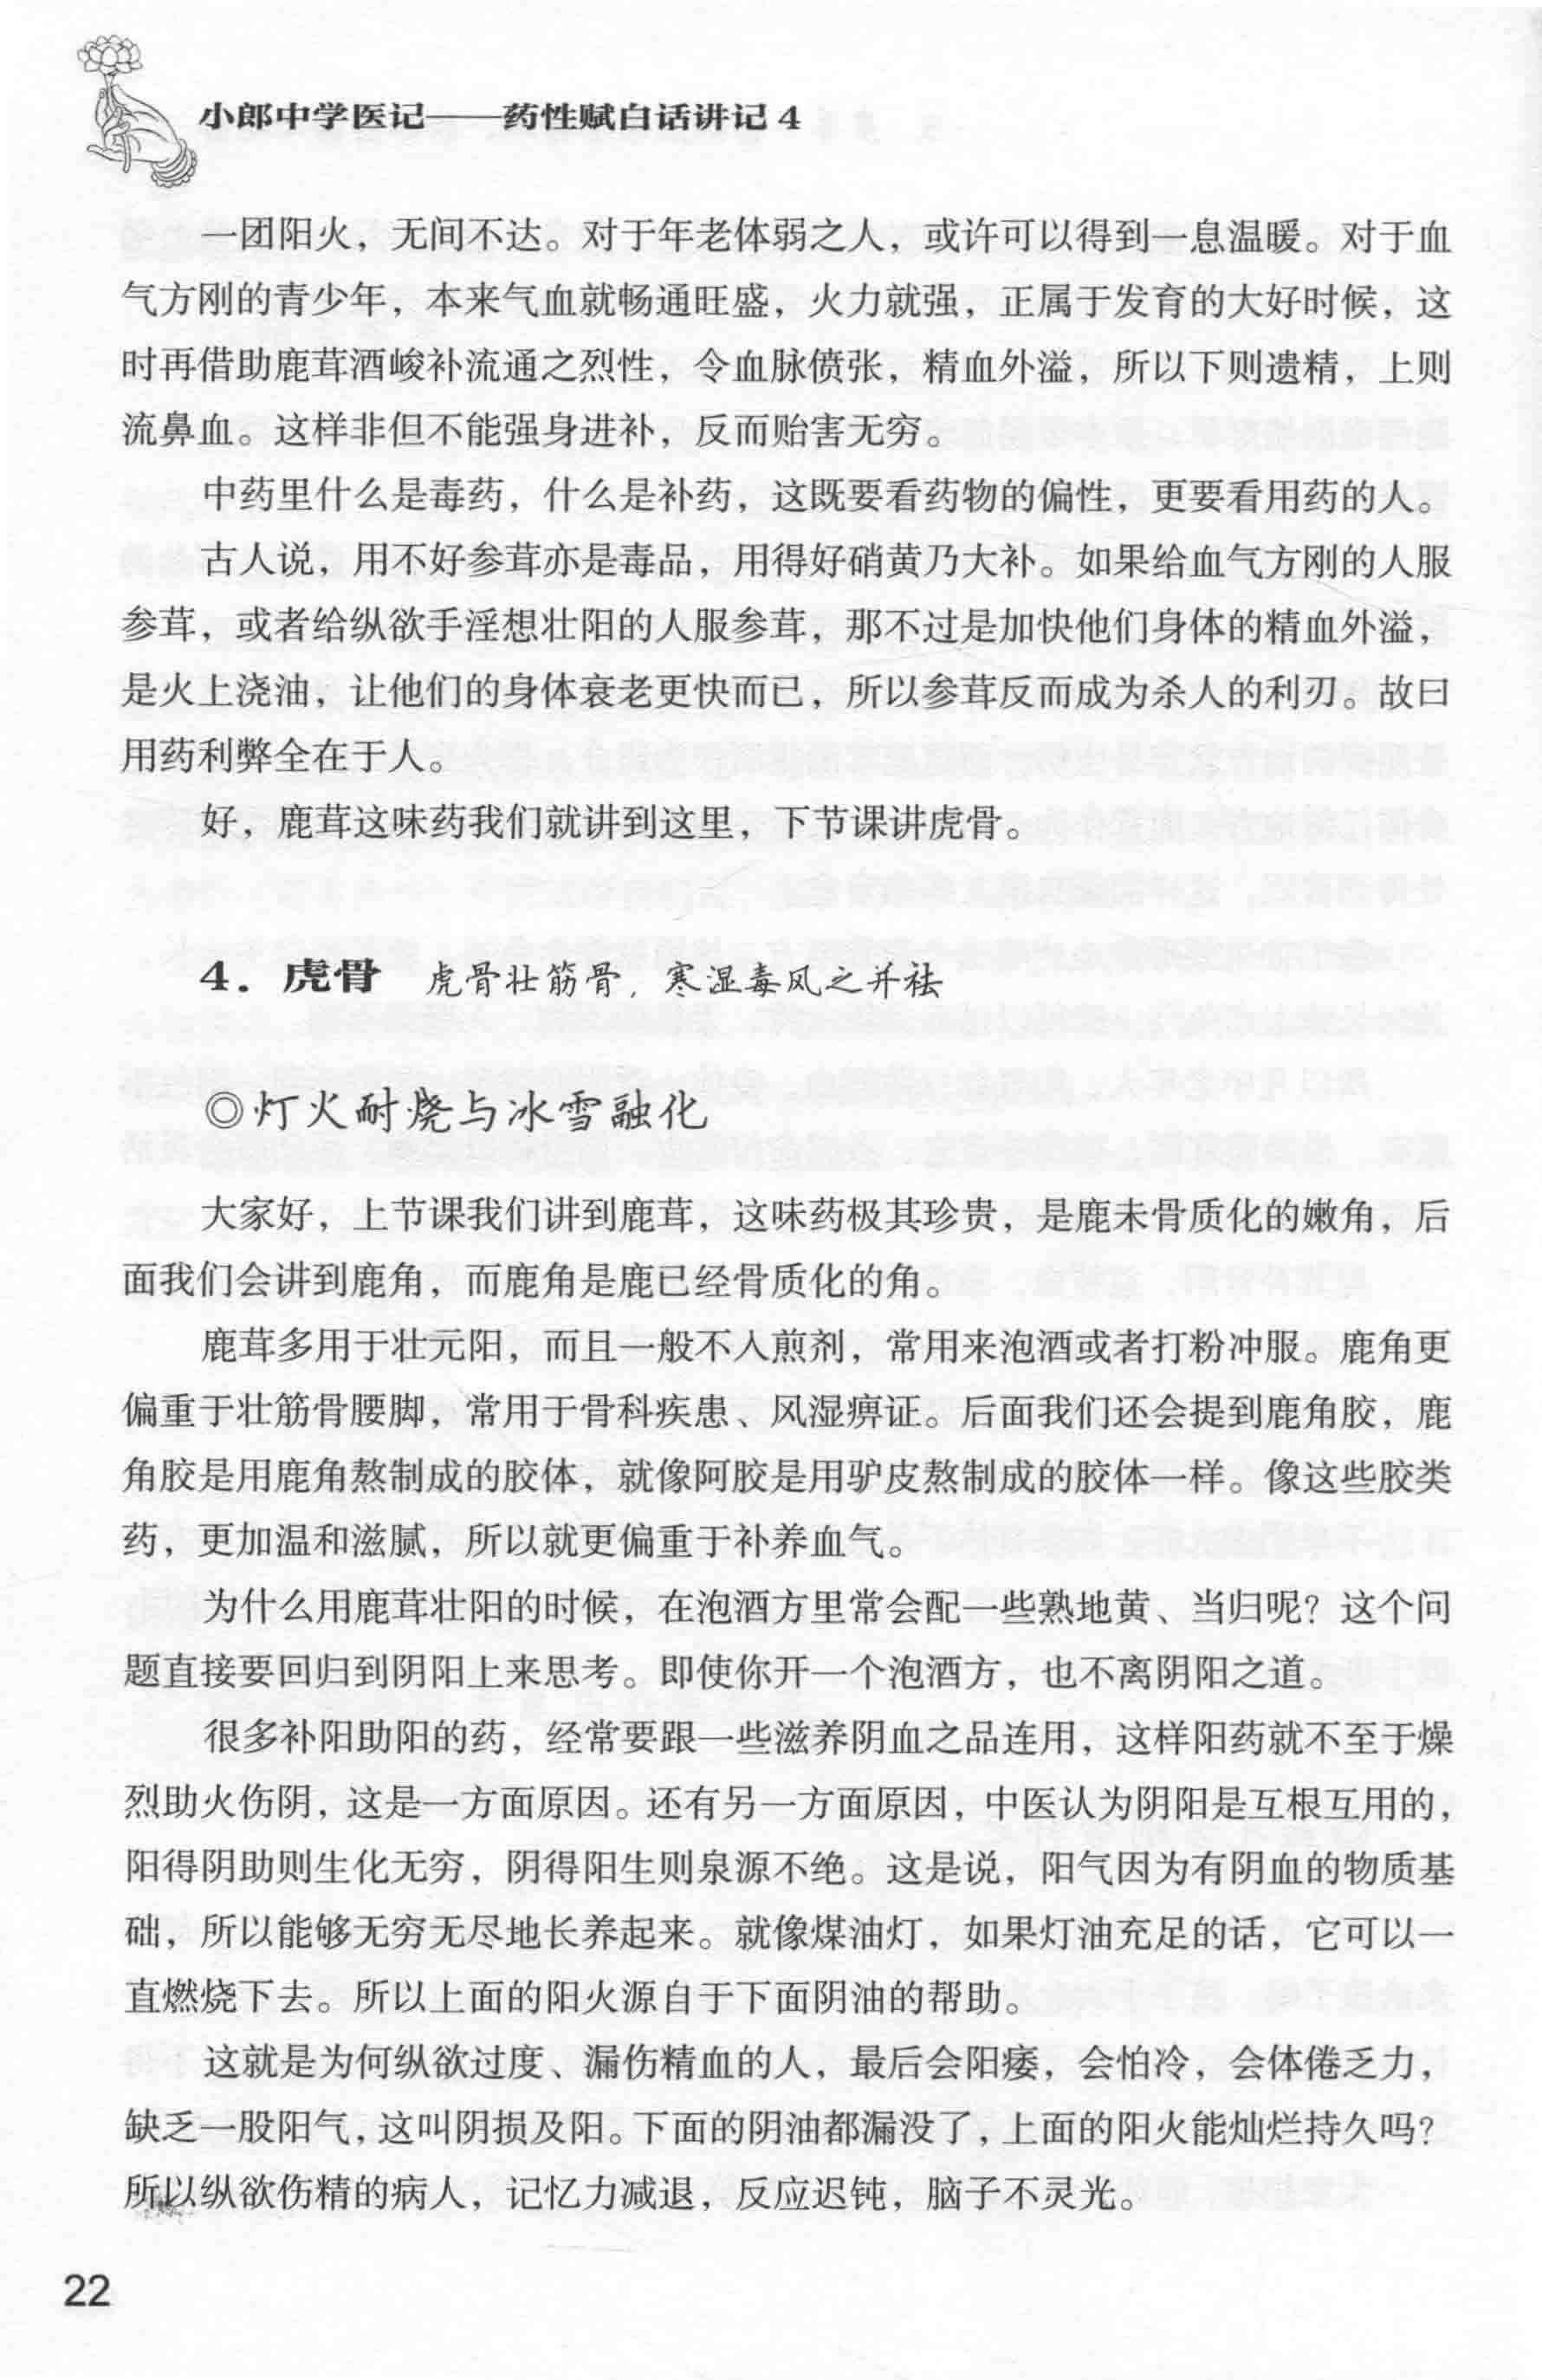 小郎中学医记——药性赋白话讲记4
一团阳火，无间不达。对于年老体弱之人，或许可以得到一息温暖。对于血
气方刚的青少年，本来气血就畅通旺盛，火力就强，正属于发育的大好时候，这
时再借助鹿茸酒峻补流通之烈性，令血脉偾张，精血外溢，所以下则遗精，上则
流鼻血。这样非但不能强身进补，反而贻害无穷。
中药里什么是毒药，什么是补药，这既要看药物的偏性，更要看用药的人。
古人说，用不好参茸亦是毒品，用得好硝黄乃大补。如果给血气方刚的人服
参茸，或者给纵欲手淫想壮阳的人服参茸，那不过是加快他们身体的精血外溢，
是火上浇油，让他们的身体衰老更快而已，所以参茸反而成为杀人的利刃。故曰
用药利弊全在于人。
好，鹿茸这味药我们就讲到这里，下节课讲虎骨。
4．虎骨 虎骨壮筋骨，寒湿毒风之并祛
◎灯火耐烧与冰雪融化
大家好，上节课我们讲到鹿茸，这味药极其珍贵，是鹿未骨质化的嫩角，后
面我们会讲到鹿角，而鹿角是鹿已经骨质化的角。
鹿茸多用于壮元阳，而且一般不入煎剂，常用来泡酒或者打粉冲服。鹿角更
偏重于壮筋骨腰脚，常用于骨科疾患、风湿痹证。后面我们还会提到鹿角胶，鹿
角胶是用鹿角熬制成的胶体，就像阿胶是用驴皮熬制成的胶体一样。像这些胶类
药，更加温和滋腻，所以就更偏重于补养血气。
为什么用鹿茸壮阳的时候，在泡酒方里常会配一些熟地黄、当归呢？这个问
题直接要回归到阴阳上来思考。即使你开一个泡酒方，也不离阴阳之道。
很多补阳助阳的药，经常要跟一些滋养阴血之品连用，这样阳药就不至于燥
烈助火伤阴，这是一方面原因。还有另一方面原因，中医认为阴阳是互根互用的，
阳得阴助则生化无穷，阴得阳生则泉源不绝。这是说，阳气因为有阴血的物质基
础，所以能够无穷无尽地长养起来。就像煤油灯，如果灯油充足的话，它可以一
直燃烧下去。所以上面的阳火源自于下面阴油的帮助。
这就是为何纵欲过度、漏伤精血的人，最后会阳痿，会怕冷，会体倦乏力，
缺乏一股阳气，这叫阴损及阳。下面的阴油都漏没了，上面的阳火能灿烂持久吗？
所以纵欲伤精的病人，记忆力减退，反应迟钝，脑子不灵光。
22